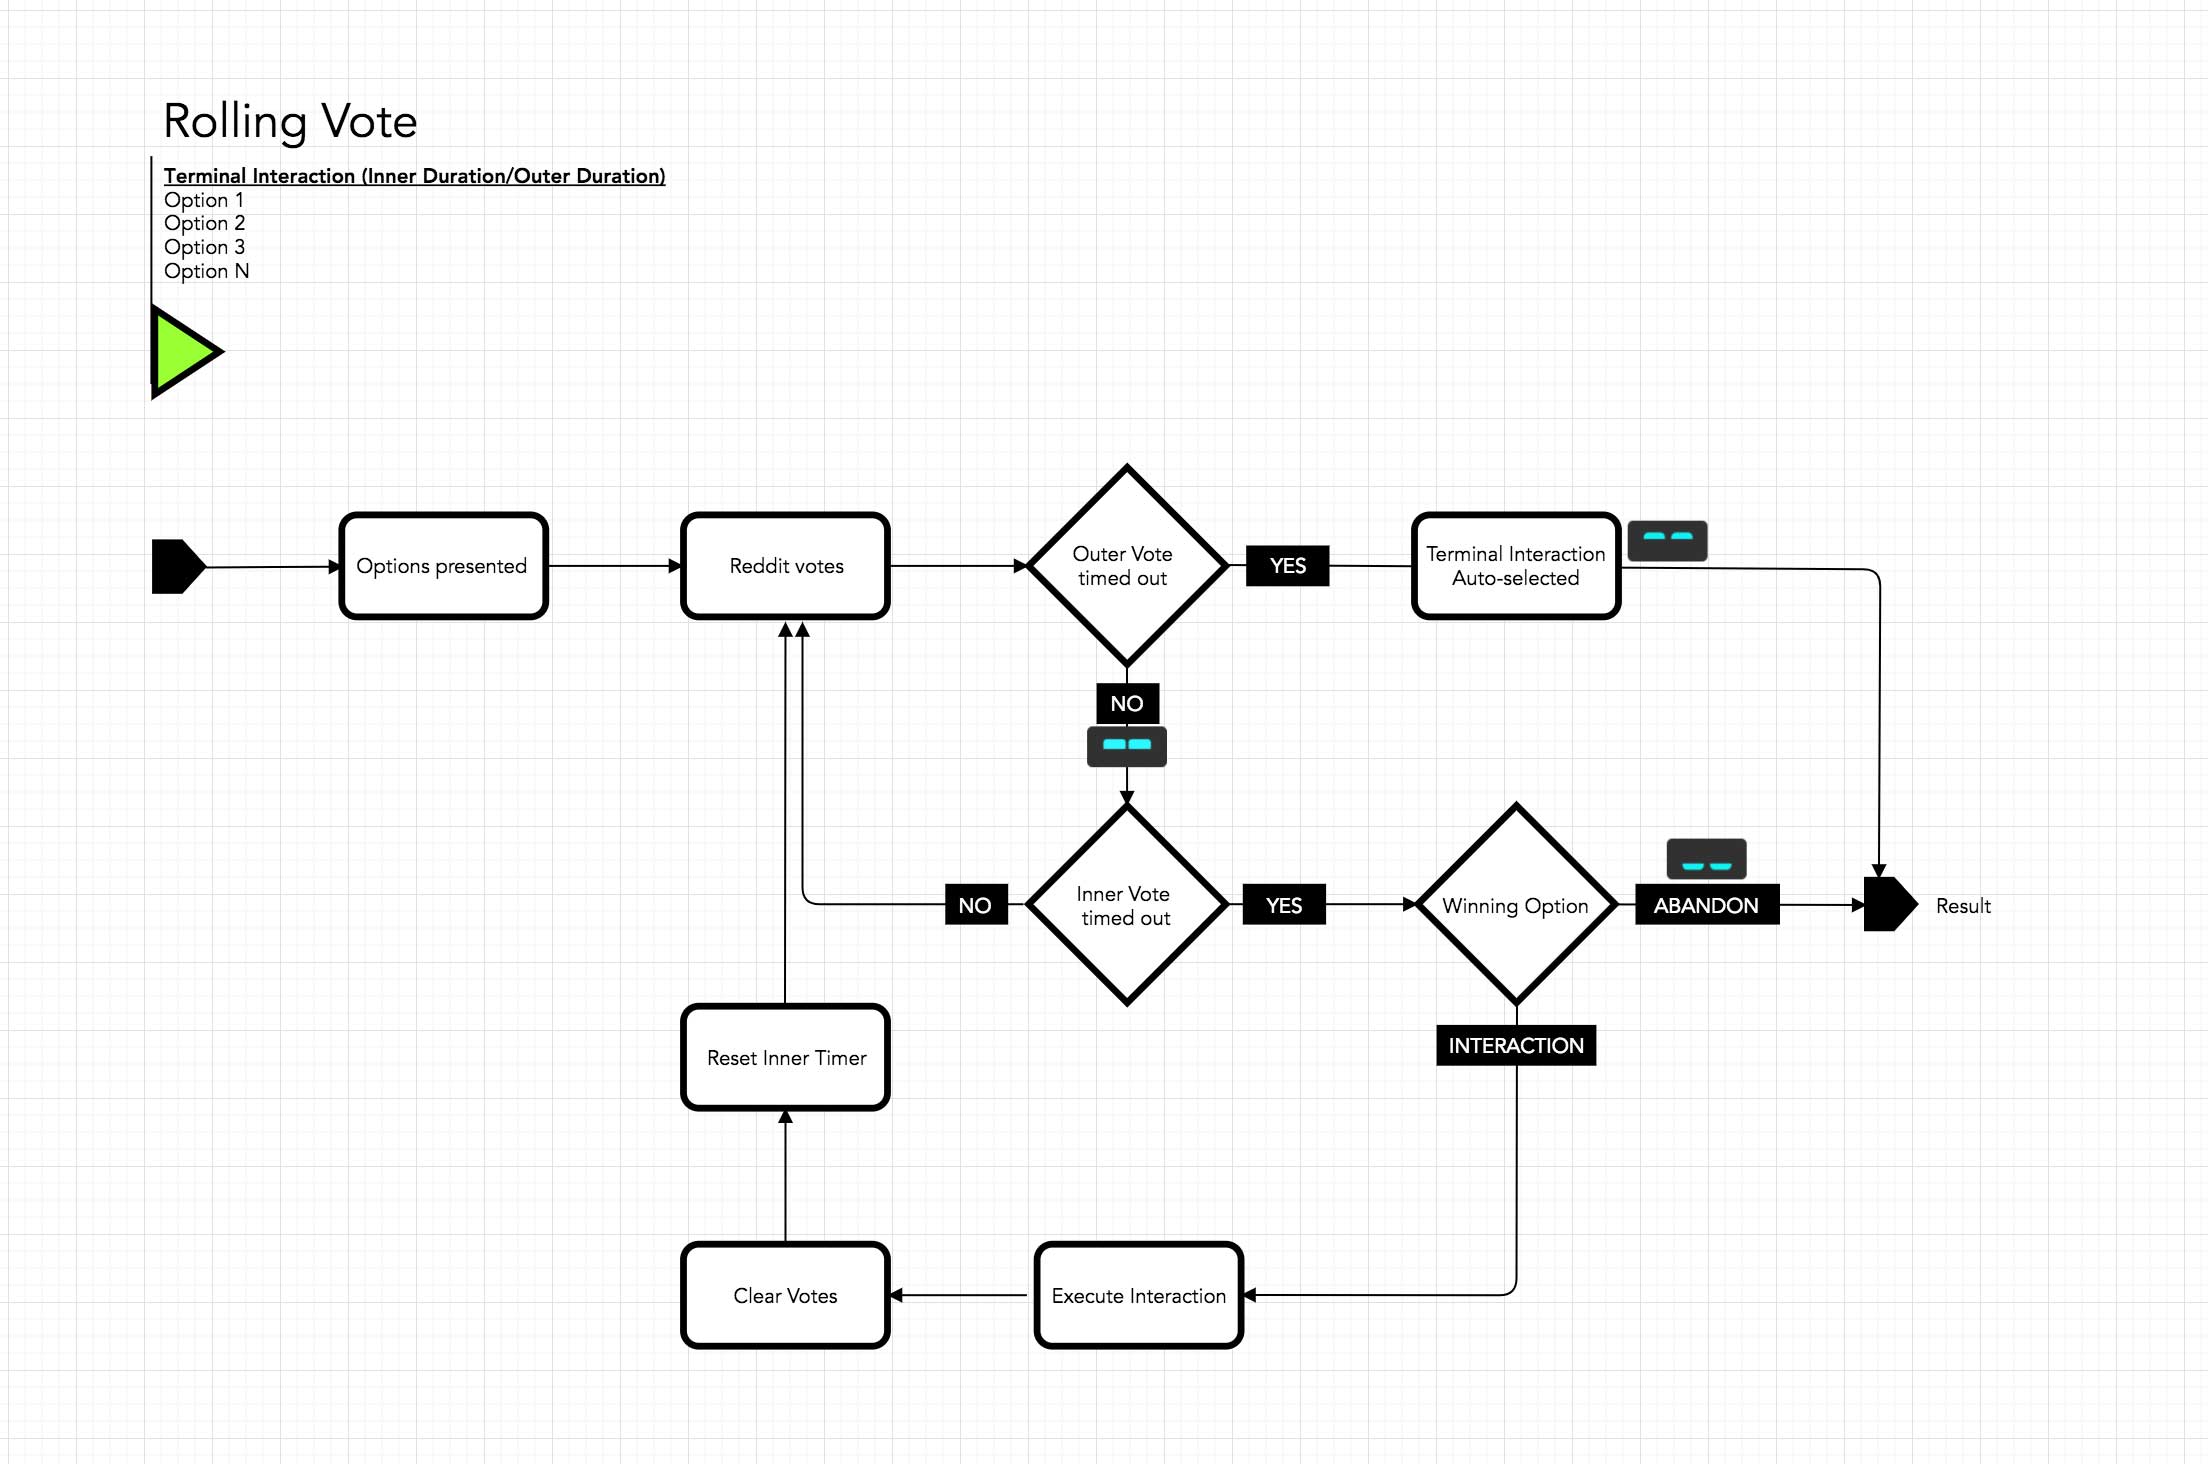 Rolling Vote
Terminal Interaction (Inner Duration/Outer Duration)
Option 1
Option 2
Option 3
Option N
Options presented
Reddit votes
Outer Vote
timed out
YES
Terminal Interaction
Auto-selected
NO
NO
Inner Vote
timed out
YES
Winning Option
ABANDON
Result
Reset Inner Timer
INTERACTION
Clear Votes
Execute Interaction